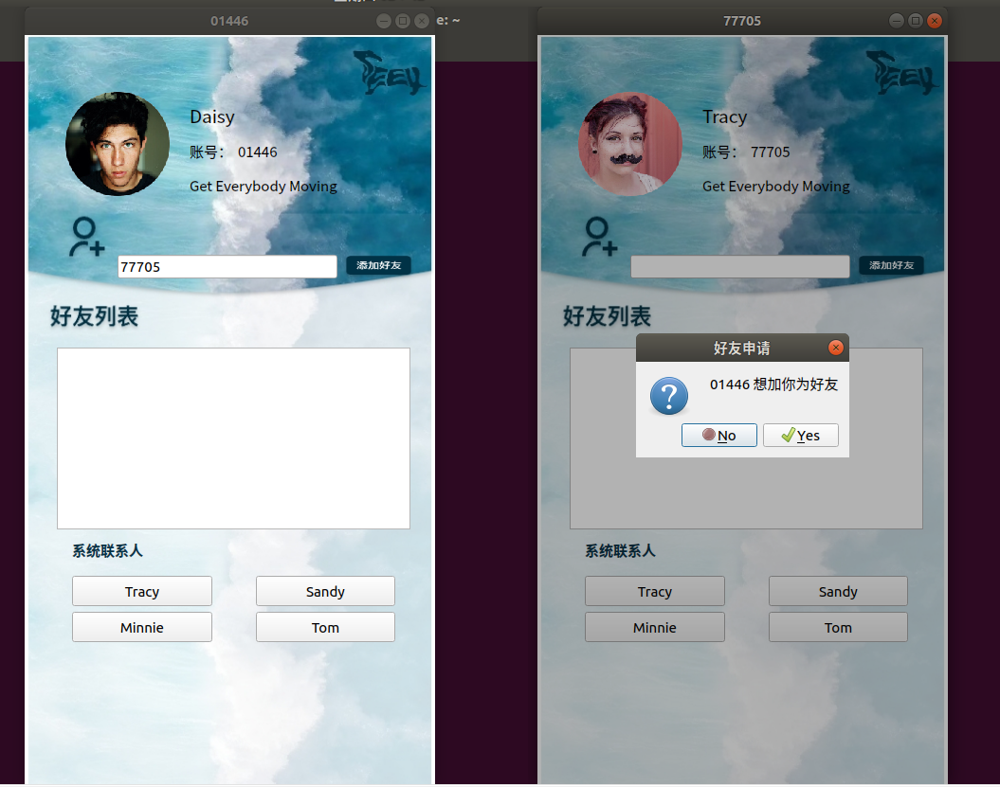 01446
e: ~
Daisy
账号： 01446
Get Everybody Moving
77705
添加好友
好友列表
系统联系人
Tracy
Sandy
Minnie
Tom
77705
Tracy
账号： 77705
Get Everybody Moving
添加好友
好友列表
好友申请
?
01446 想加你为好友
No
Yes
系统联系人
Tracy
Sandy
Minnie
Tom